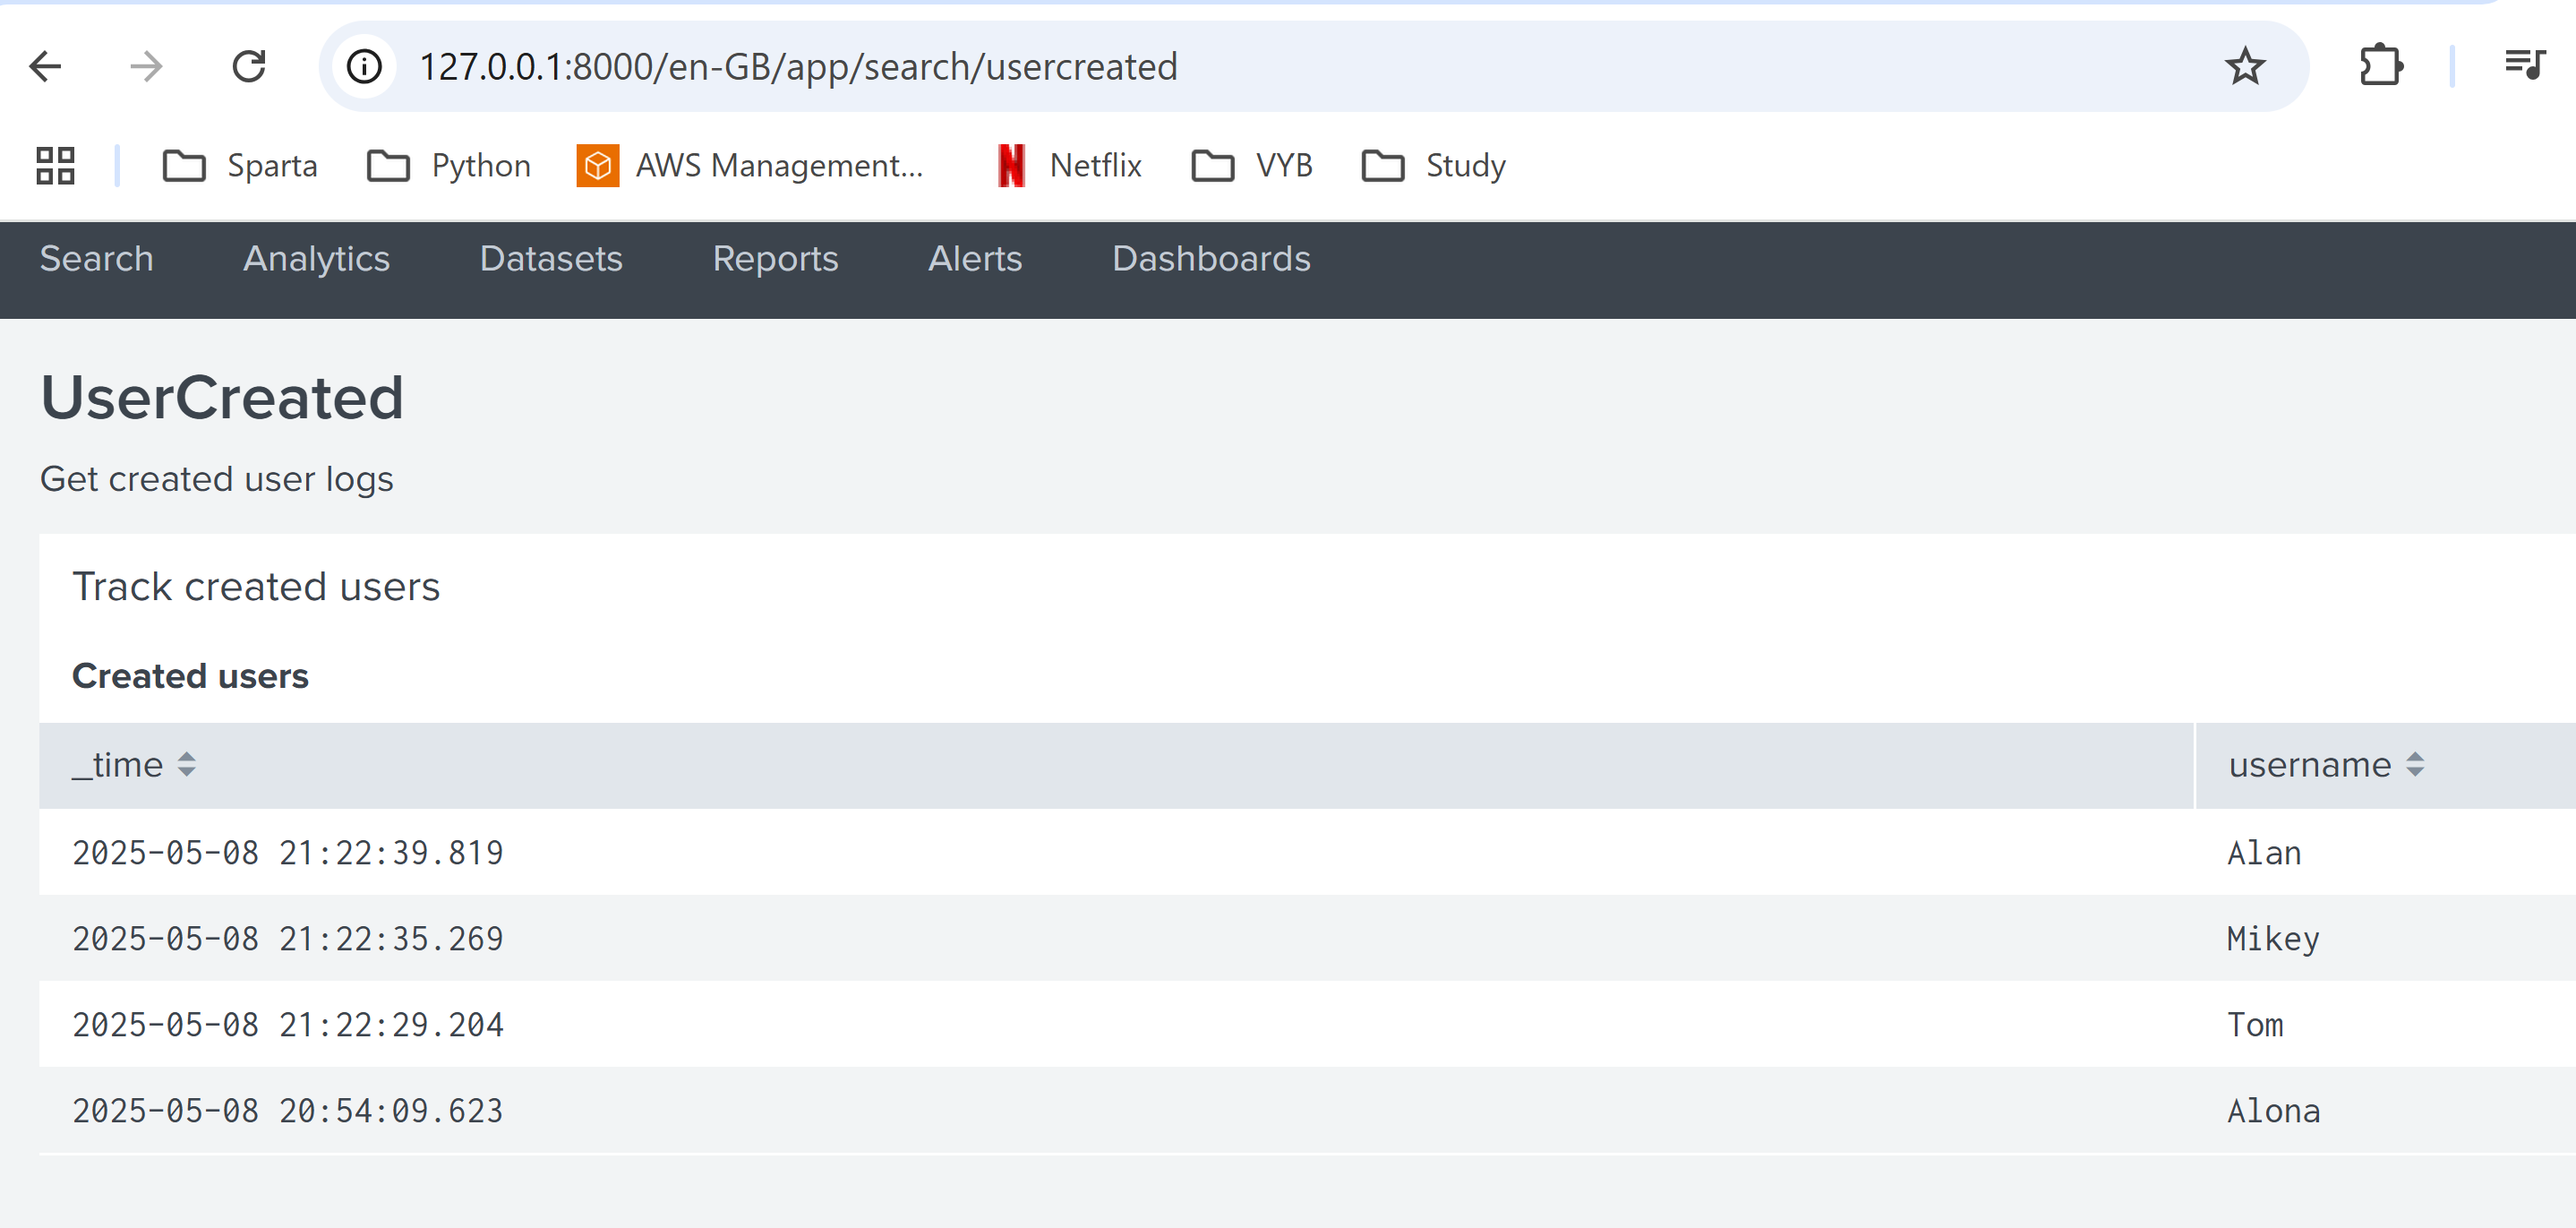 127.0.0.1:8000/en-GB/app/search/usercreated
Sparta Python AWS Management... Netflix VYB Study
Search Analytics Datasets Reports Alerts Dashboards
UserCreated
Get created user logs
Track created users
Created users
_time username
2025-05-08 21:22:39.819 Alan
2025-05-08 21:22:35.269 Mikey
2025-05-08 21:22:29.204 Tom
2025-05-08 20:54:09.623 Alona